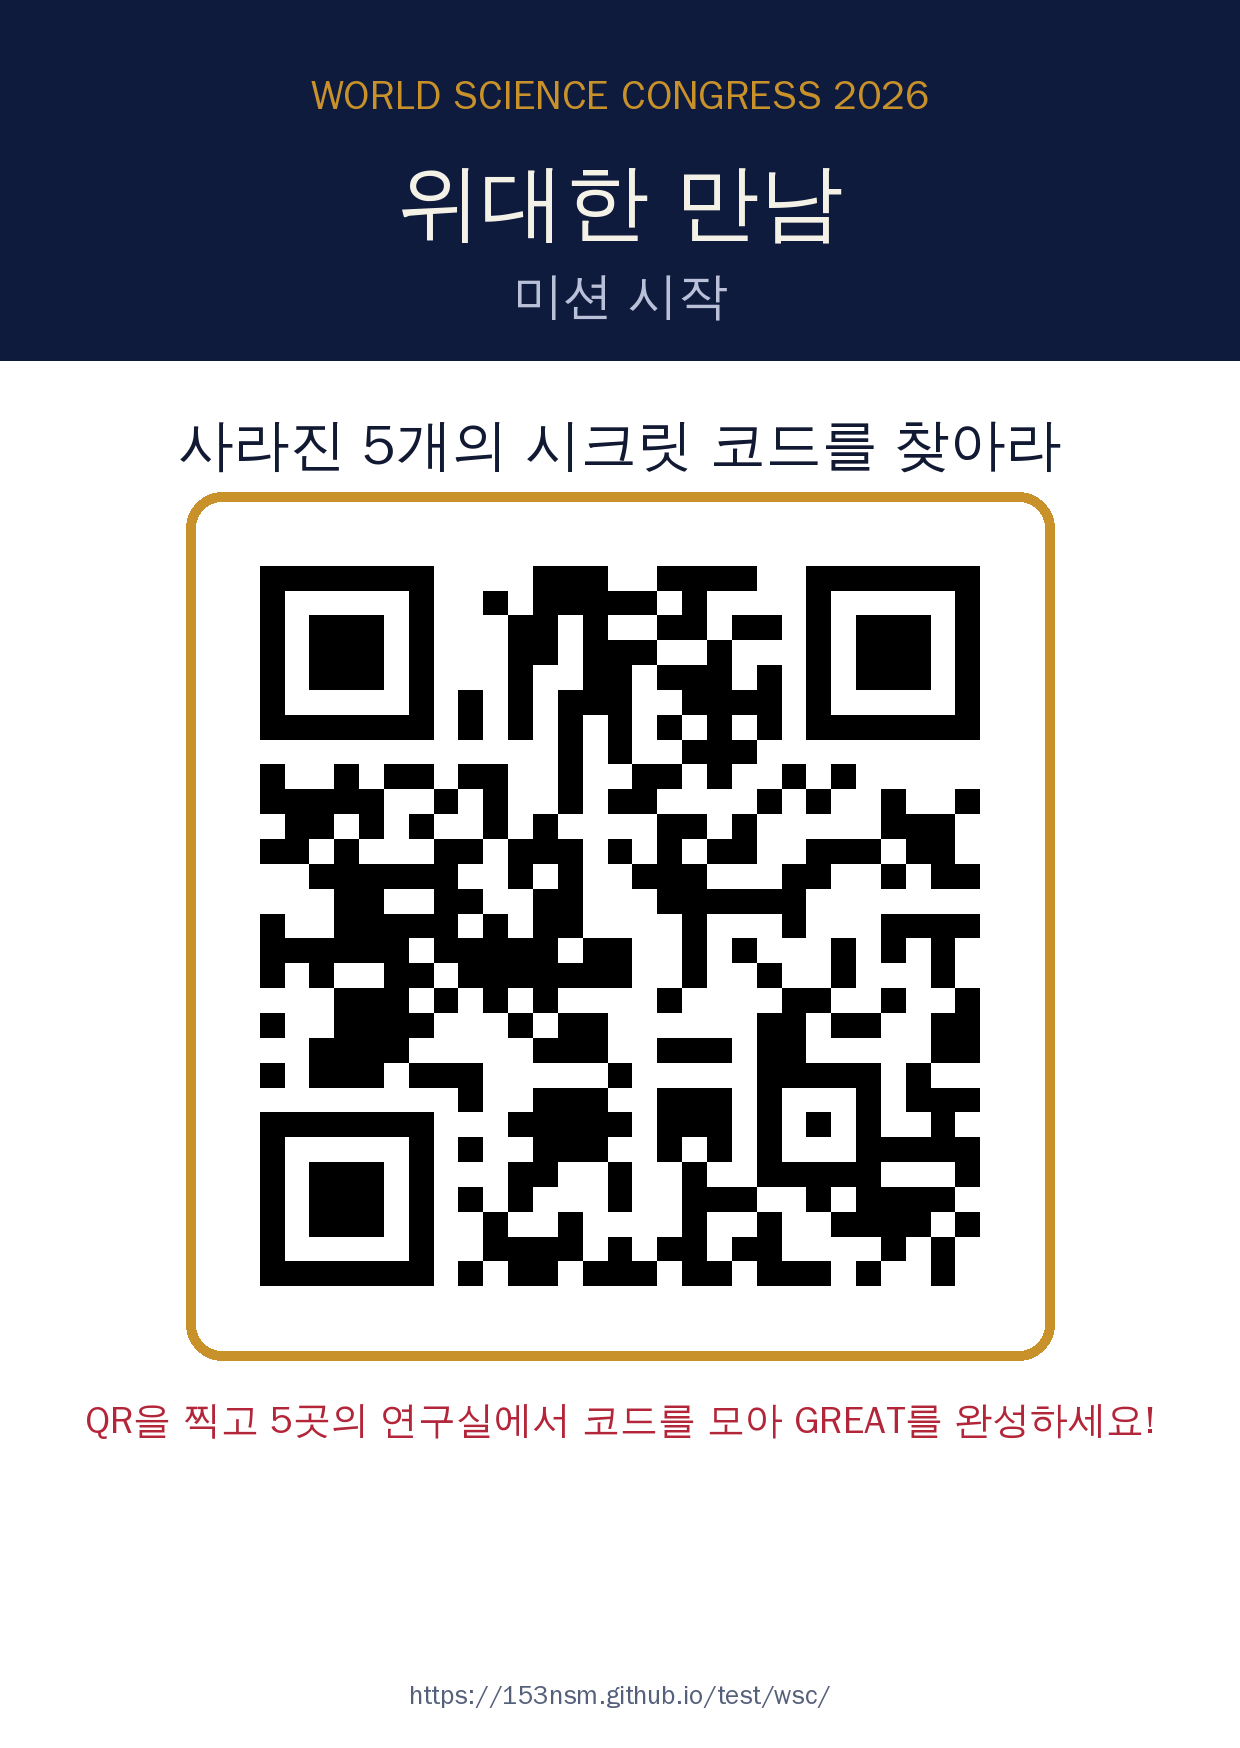 WORLD SCIENCE CONGRESS 2026
위대한 만남
미션 시작
사라진 5개의 시크릿 코드를 찾아라
QR을 찍고 5곳의 연구실에서 코드를 모아 GREAT를 완성하세요!
https://153nsm.github.io/test/wsc/